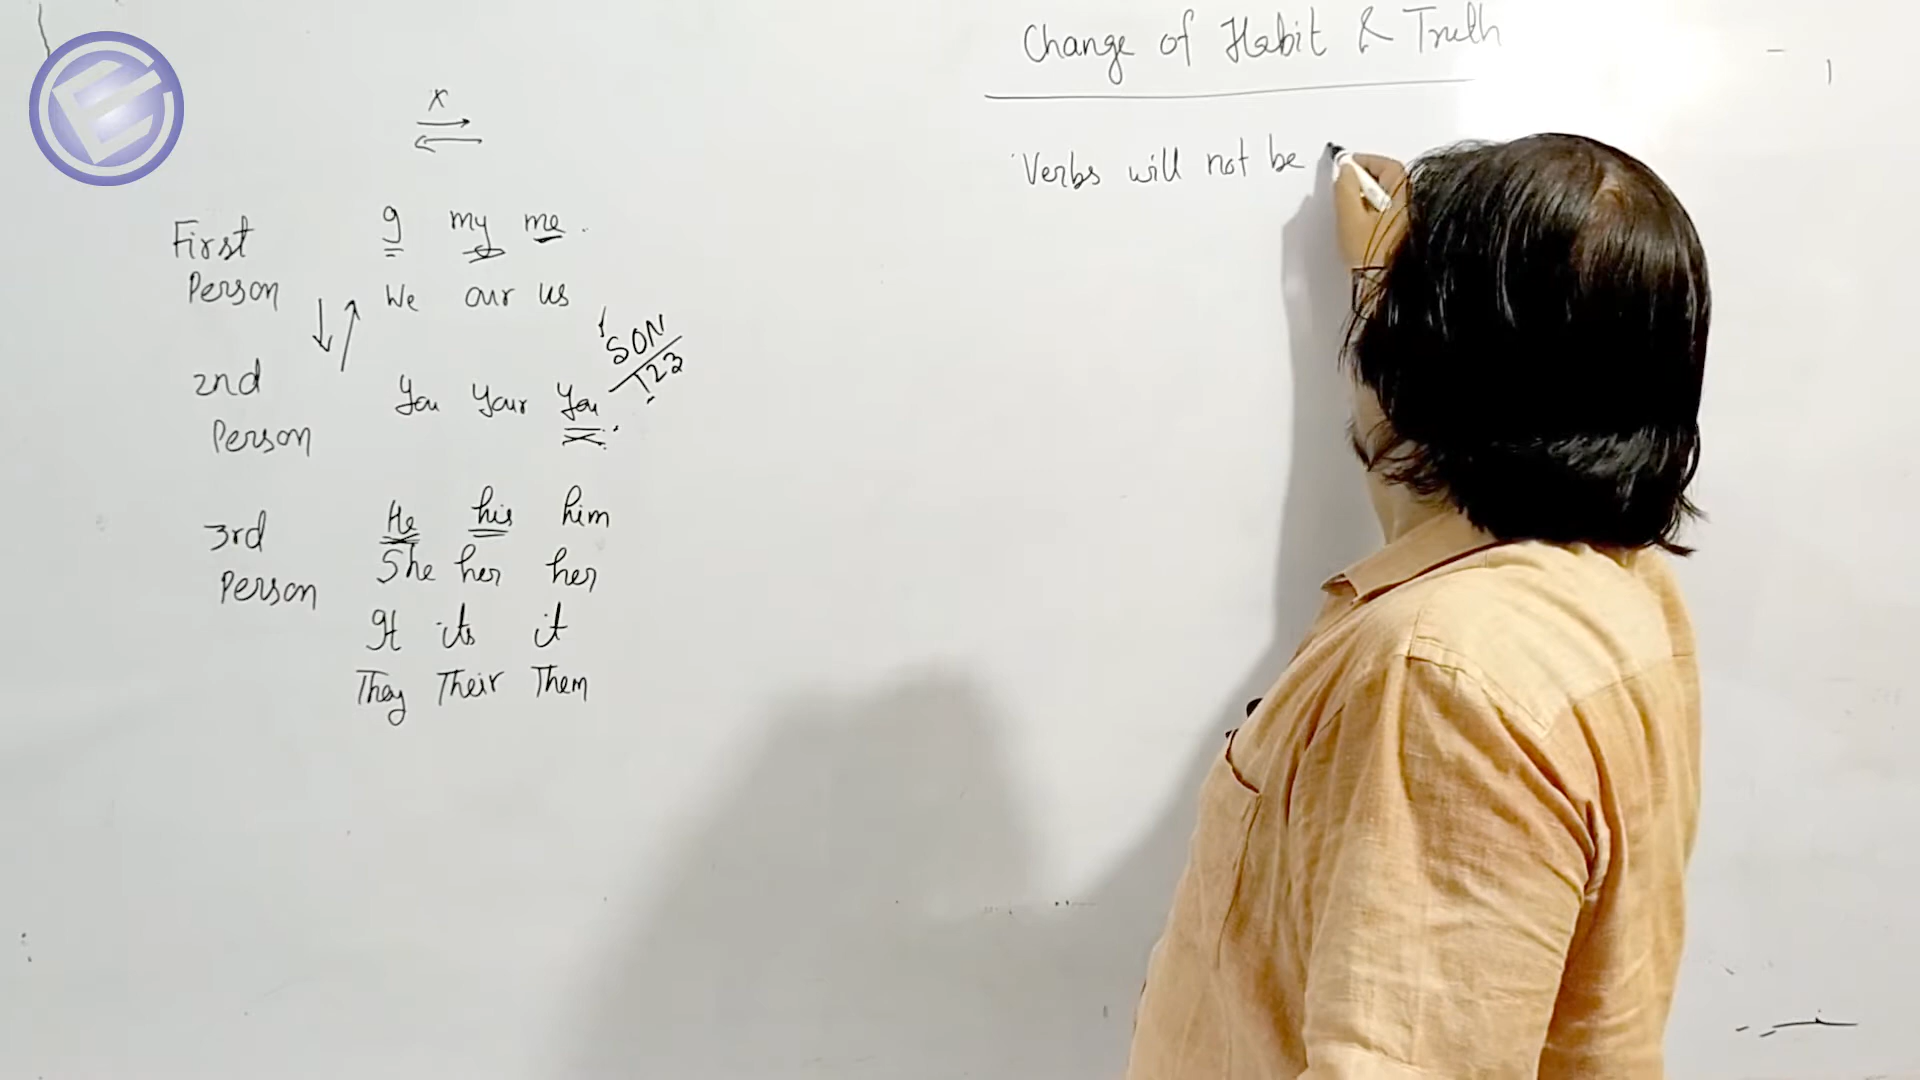 Change of Habit & Truth
Verbs will not be
x
First
Person
I my me.
We our us
SON
123
2nd
Person
You Your You
3rd
Person
He his him
She her her
It its it
They Their Them